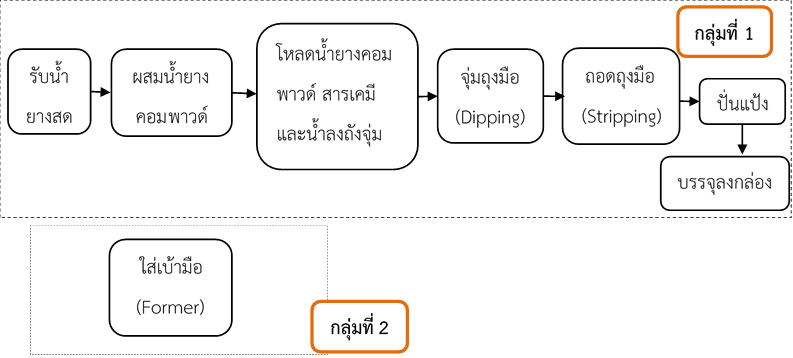 กลุ่มที่ 1
รับน้ำ
ยางสด
ผสมน้ำยาง
คอมพาวด์
โหลดน้ำยางคอม
พาวด์ สารเคมี
และน้ำลงถังจุ่ม
จุ่มถุงมือ
(Dipping)
ถอดถุงมือ
(Stripping)
ปั่นแป้ง
บรรจุลงกล่อง
ใส่เบ้ามือ
(Former)
กลุ่มที่ 2